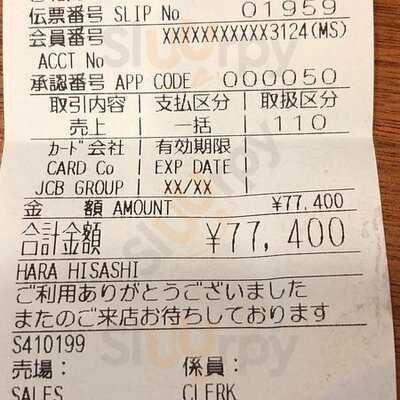 伝票番号 SLIP No 01959
会員番号 XXXXXXXXXXXX3124(MS)
ACCT No
承認番号 APP CODE 000050
取引内容 支払区分 取扱区分
売上 一括 110
カード会社 有効期限
CARD Co EXP DATE
JCB GROUP XX/XX
金 額 AMOUNT ¥77,400
合計金額 ¥77,400
HARA HISASHI
ご利用ありがとうございました
またのご来店お待ちしております
S410199
売場: 係員:
SALES CLERK
Sluurpy
Sluurpy